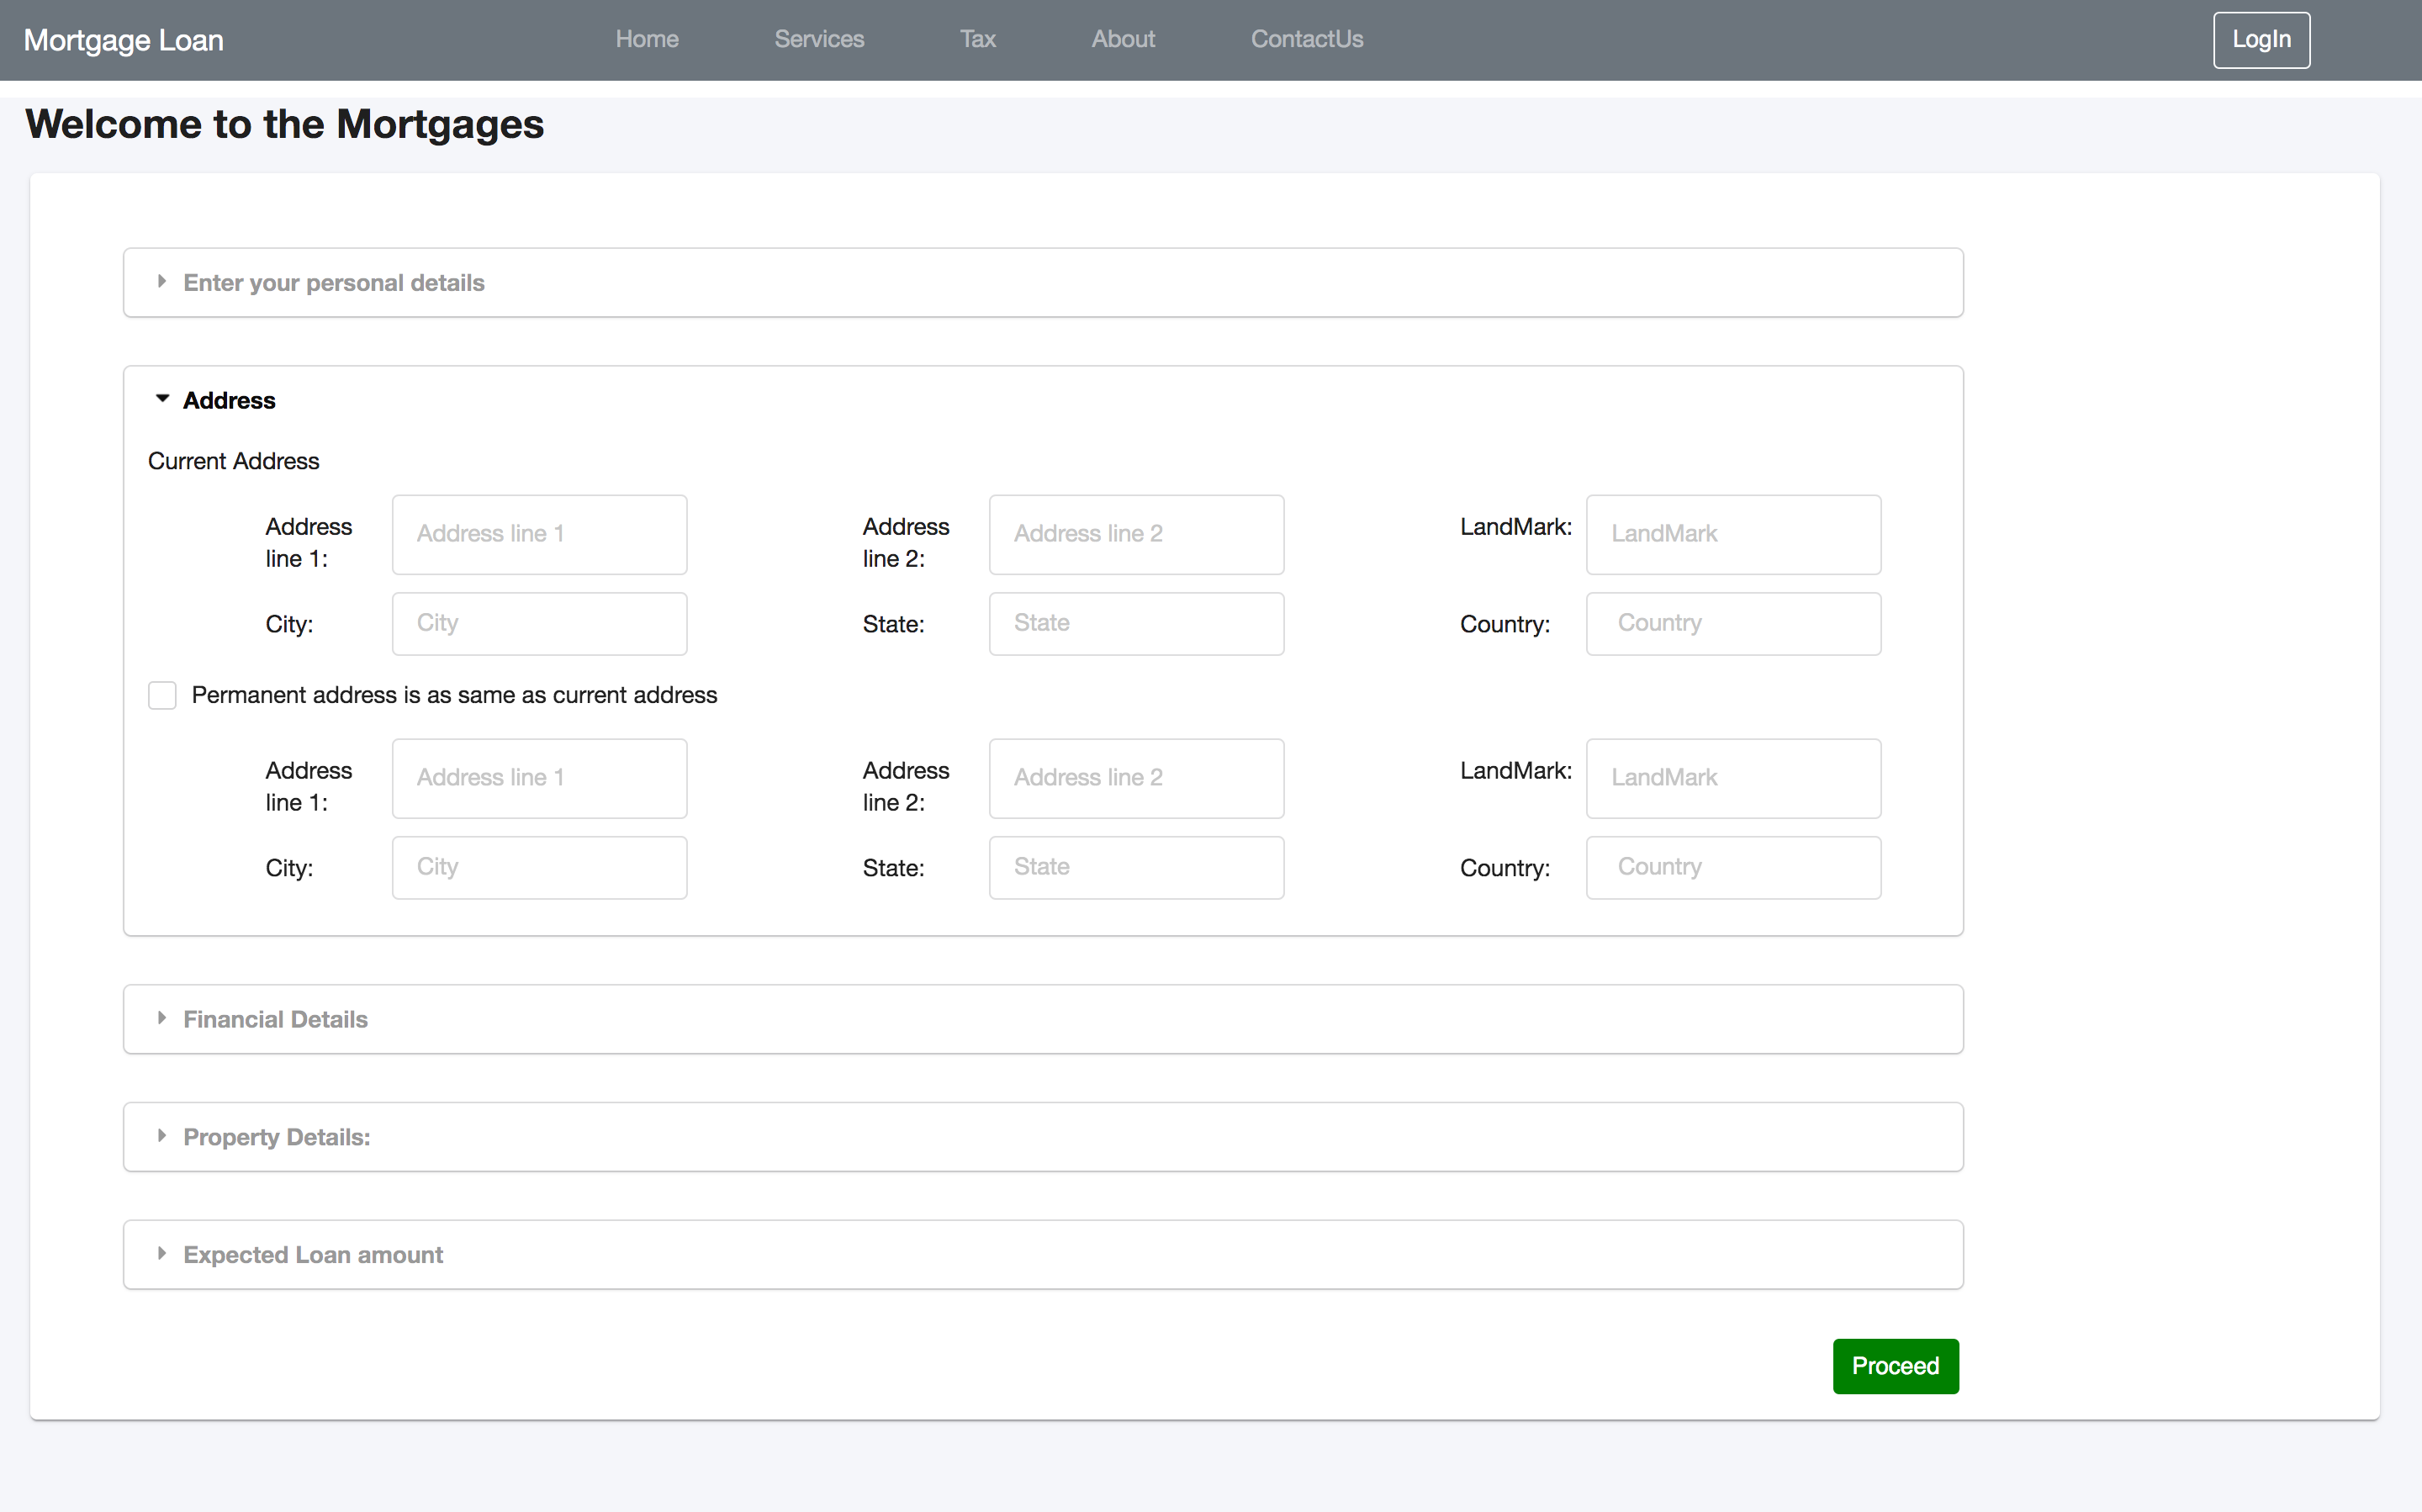 Mortgage Loan Home Services Tax About ContactUs LogIn
Welcome to the Mortgages
Enter your personal details
Address
Current Address
Address line 1: Address line 1 Address line 2: Address line 2 LandMark: LandMark
City: City State: State Country: Country
Permanent address is as same as current address
Address line 1: Address line 1 Address line 2: Address line 2 LandMark: LandMark
City: City State: State Country: Country
Financial Details
Property Details:
Expected Loan amount
Proceed